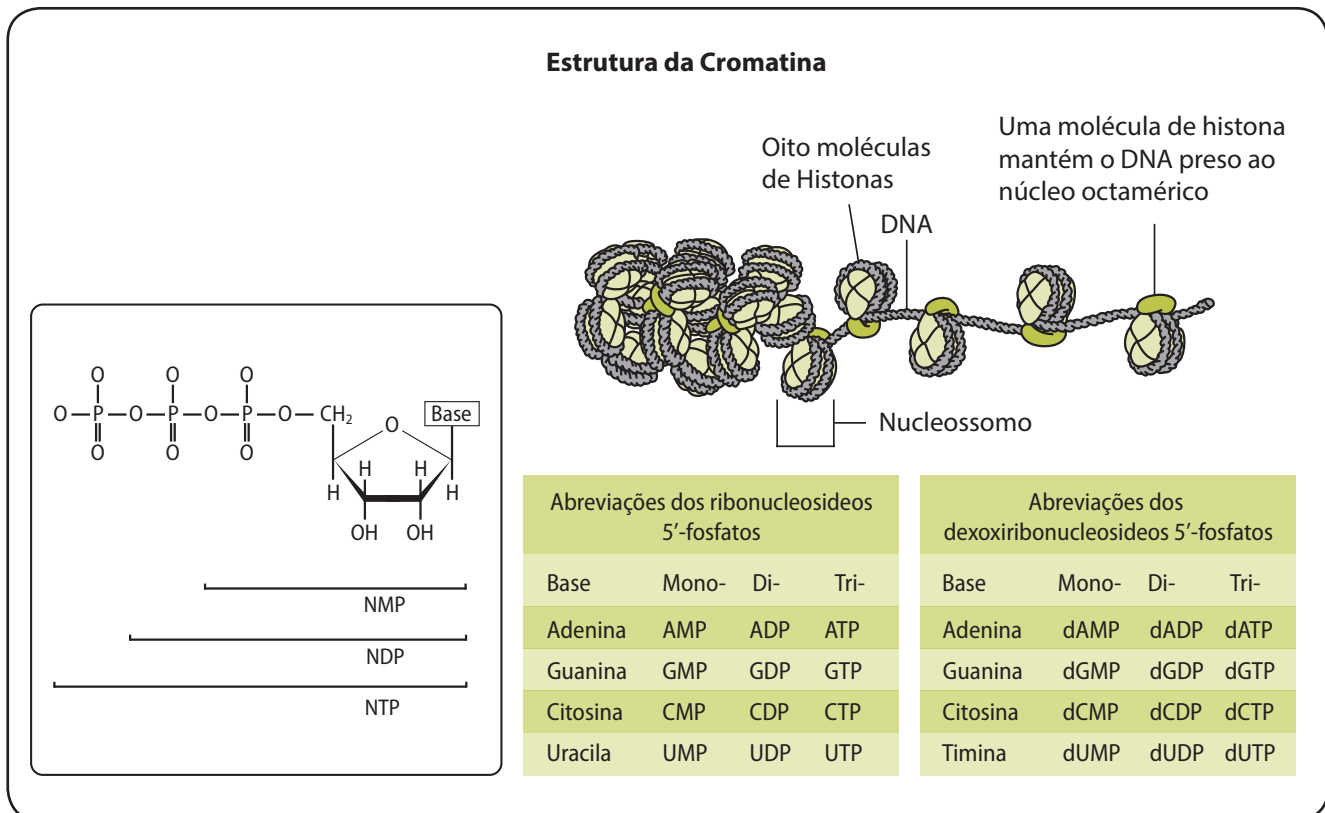 Estrutura da Cromatina
Oito moléculas
de Histonas
DNA
Uma molécula de histona
mantém o DNA preso ao
núcleo octamérico
Nucleossomo
O O O
O—P—O—P—O—P—O—CH₂ O Base
O O O
H H H H
OH OH
NMP
NDP
NTP
Abreviações dos ribonucleosideos
5'-fosfatos
Base Mono- Di- Tri-
Adenina AMP ADP ATP
Guanina GMP GDP GTP
Citosina CMP CDP CTP
Uracila UMP UDP UTP
Abreviações dos
dexoxiribonucleosideos 5'-fosfatos
Base Mono- Di- Tri-
Adenina dAMP dADP dATP
Guanina dGMP dGDP dGTP
Citosina dCMP dCDP dCTP
Timina dUMP dUDP dUTP